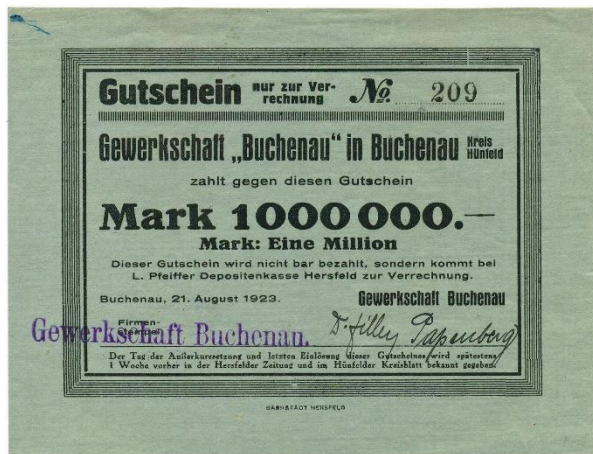 Gutschein nur zur Ver-
rechnung № 209
Gewerkschaft „Buchenau“ in Buchenau Kreis
Hünfeld
zahlt gegen diesen Gutschein
Mark 1000000.—
Mark: Eine Million
Dieser Gutschein wird nicht bar bezahlt, sondern kommt bei
L. Pfeiffer Depositenkasse Hersfeld zur Verrechnung.
Buchenau, 21. August 1923. Gewerkschaft Buchenau
Firmen-
Gewerkschaft Buchenau.
Papenberg
Der Tag der Außerkurssetzung und letzten Einlösung dieses Gutscheines wird spätestens
1 Woche vorher in der Hersfelder Zeitung und im Hünfelder Kreisblatt bekannt gegeben.